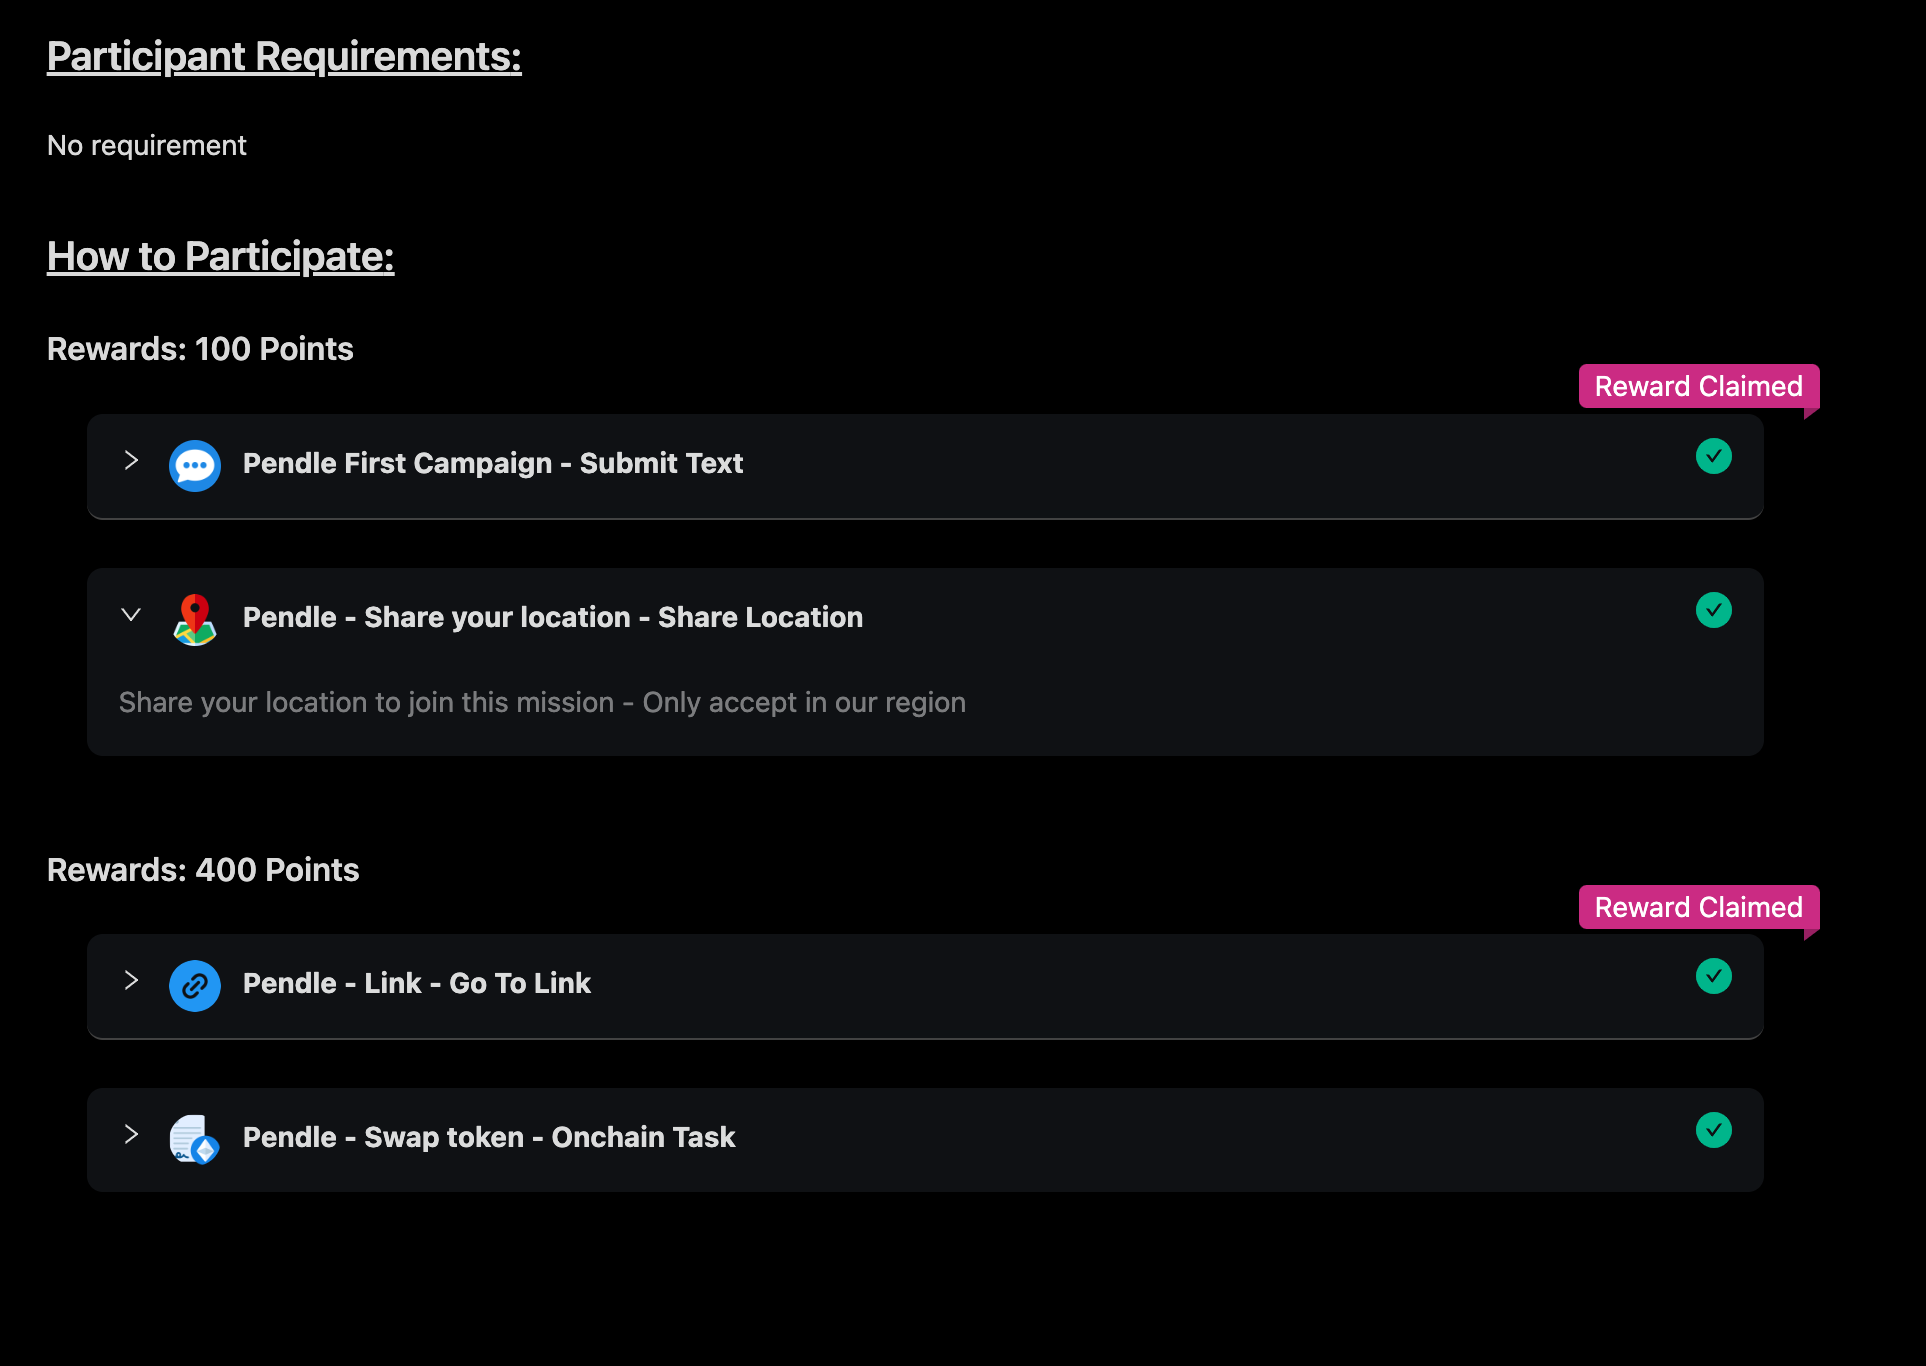 Participant Requirements:
No requirement
How to Participate:
Rewards: 100 Points
Reward Claimed
Pendle First Campaign - Submit Text
Pendle - Share your location - Share Location
Share your location to join this mission - Only accept in our region
Rewards: 400 Points
Reward Claimed
Pendle - Link - Go To Link
Pendle - Swap token - Onchain Task